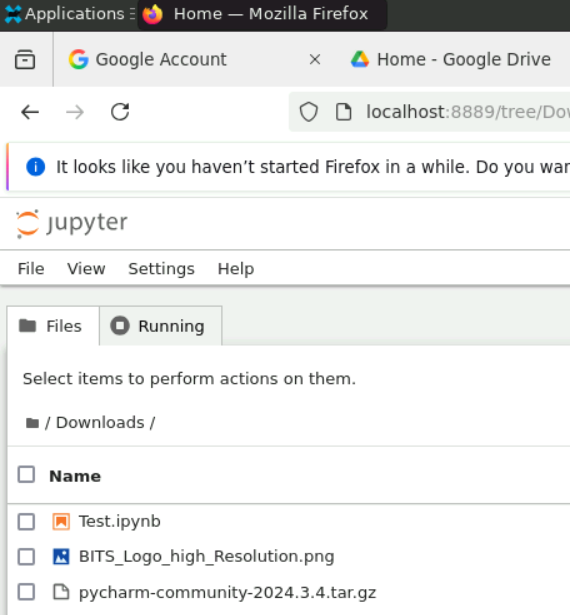 Applications Home — Mozilla Firefox
Google Account Home - Google Drive
localhost:8889/tree/Do
It looks like you haven’t started Firefox in a while. Do you wan
jupyter
File View Settings Help
Files Running
Select items to perform actions on them.
/ Downloads /
Name
Test.ipynb
BITS_Logo_high_Resolution.png
pycharm-community-2024.3.4.tar.gz